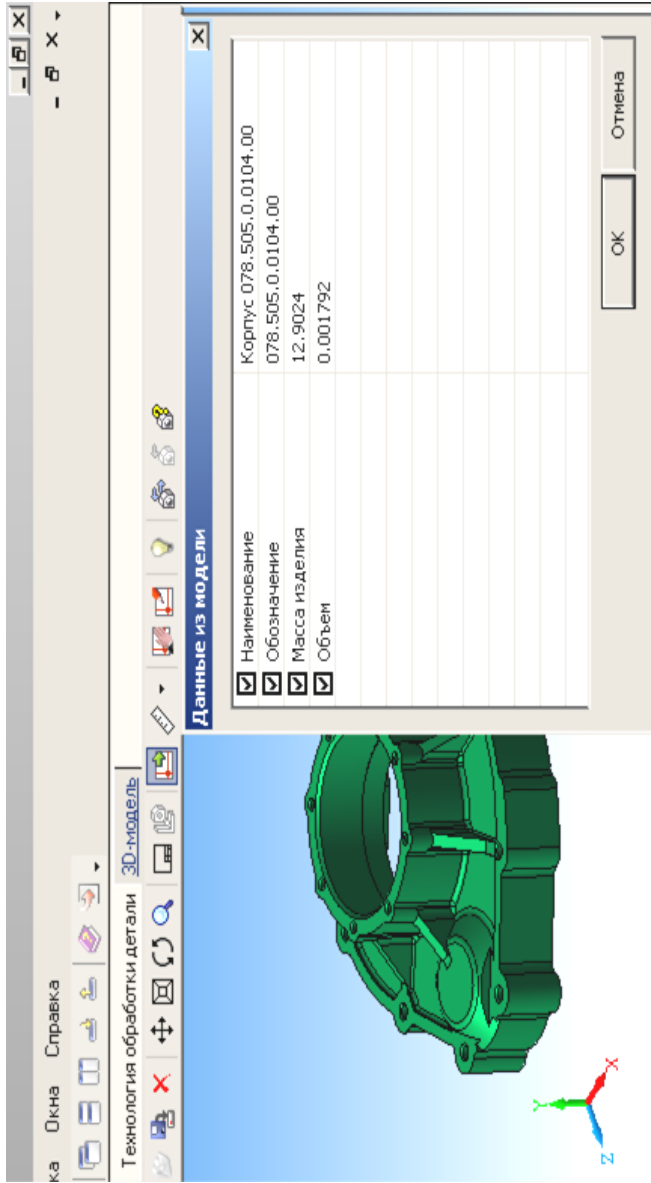 ка Окна Справка
Технология обработки детали 3D-модель
Данные из модели
Наименование Корпус 078.505.0.0104.00
Обозначение 078.505.0.0104.00
Масса изделия 12.9024
Объем 0.001792
OK Отмена
Y
Z X